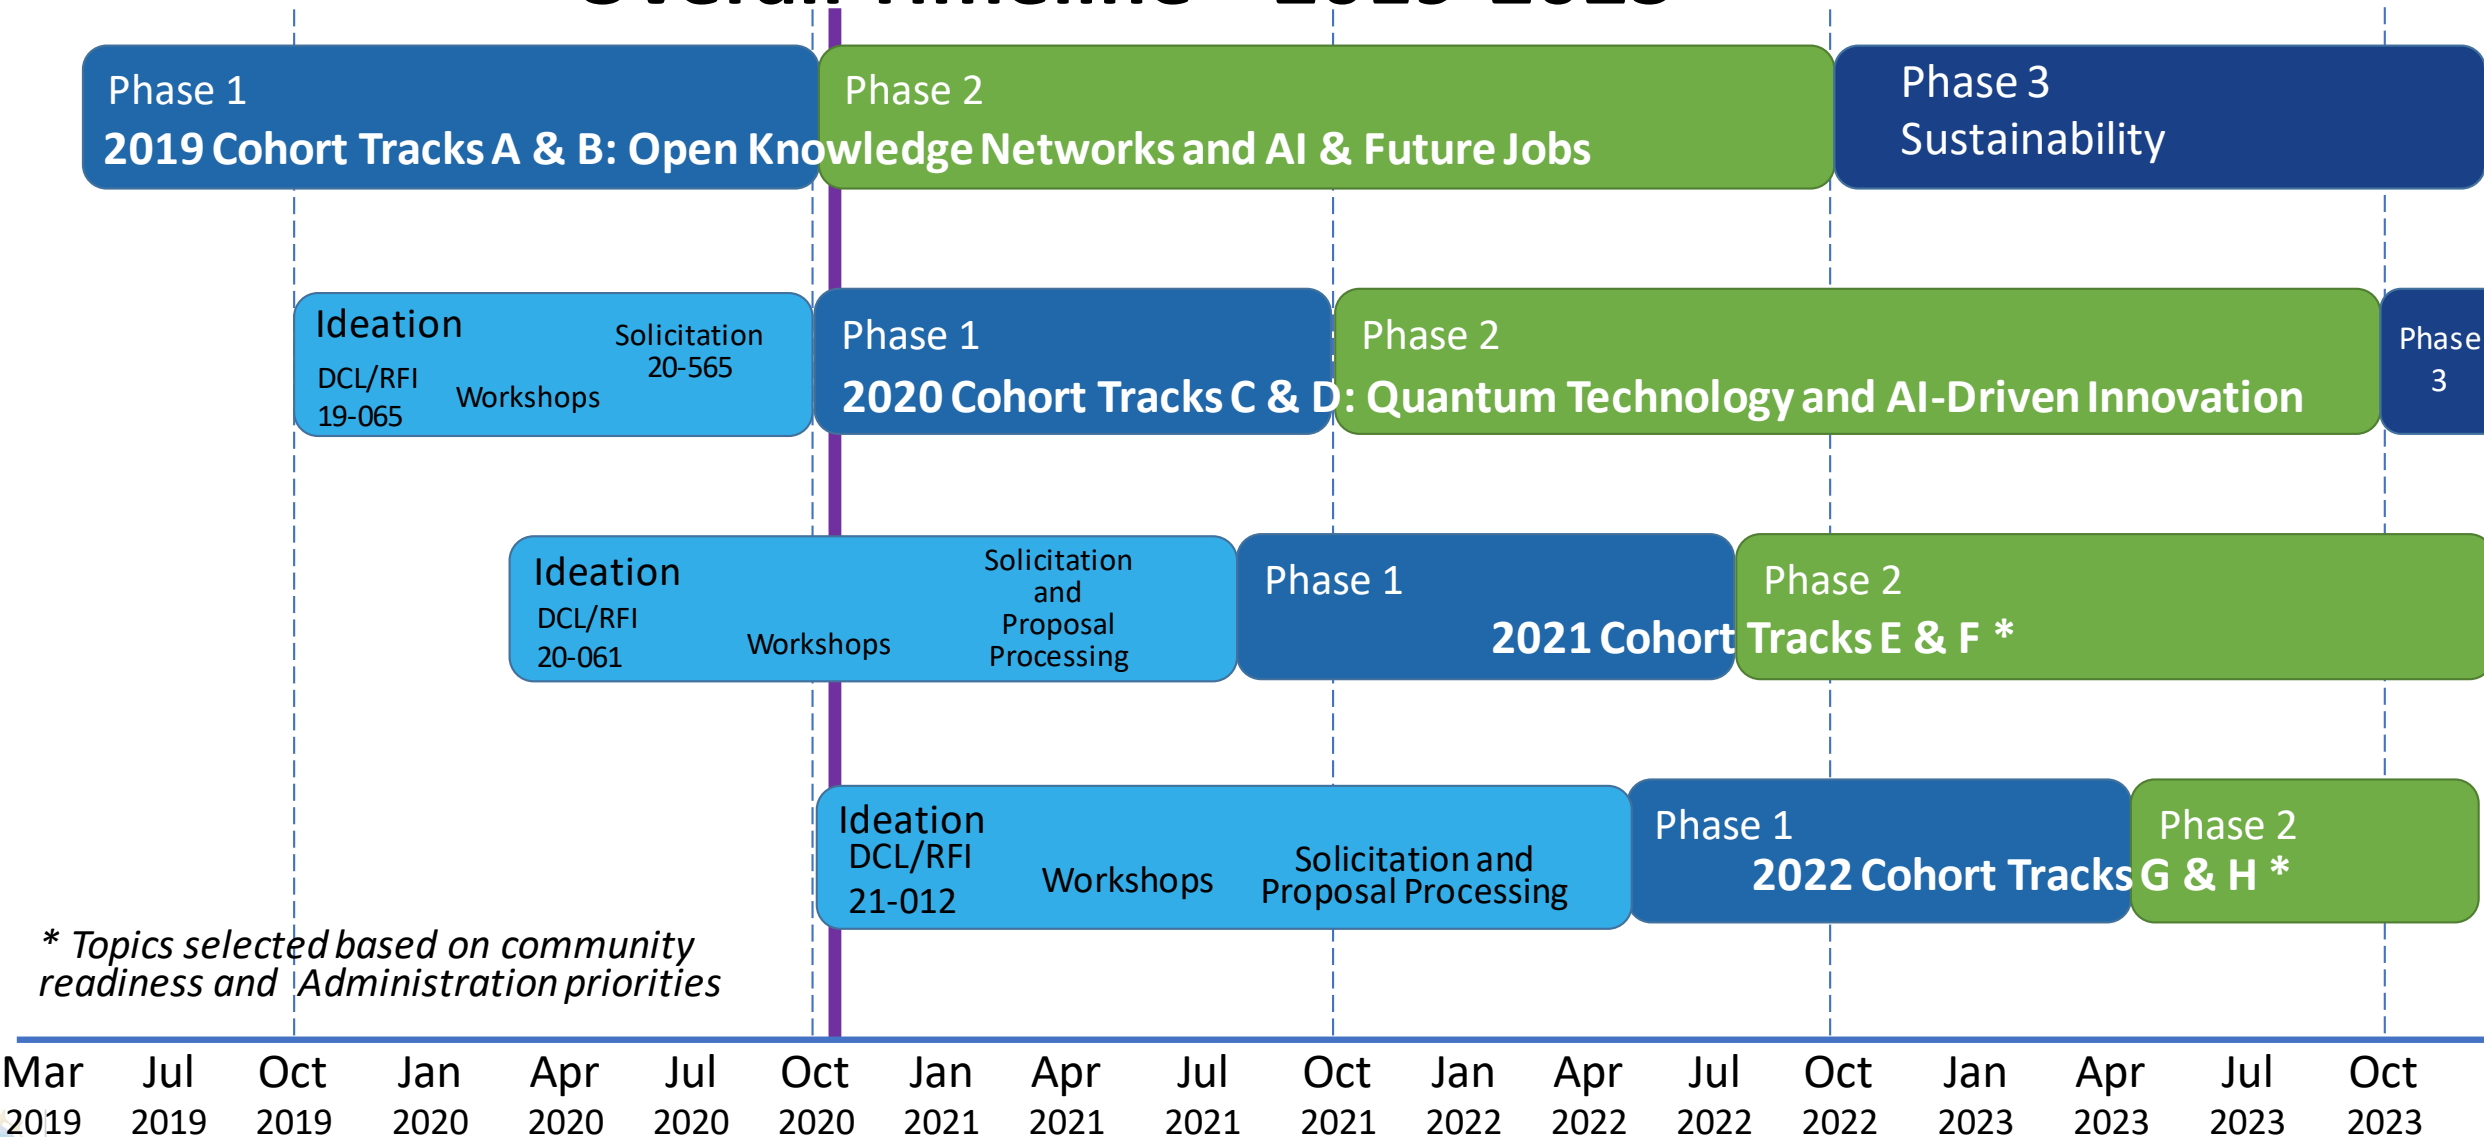 Overall Timeline - 2019-2023
Phase 1
2019 Cohort Tracks A & B: Open Knowledge Networks and AI & Future Jobs
Phase 2
Phase 3
Sustainability
Ideation
DCL/RFI
19-065
Workshops
Solicitation
20-565
Phase 1
2020 Cohort Tracks C & D: Quantum Technology and AI-Driven Innovation
Phase 2
Phase
3
Ideation
DCL/RFI
20-061
Workshops
Solicitation
and
Proposal
Processing
Phase 1
2021 Cohort Tracks E & F *
Phase 2
Ideation
DCL/RFI
21-012
Workshops
Solicitation and
Proposal Processing
Phase 1
2022 Cohort Tracks G & H *
Phase 2
* Topics selected based on community
readiness and Administration priorities
Mar Jul Oct Jan Apr Jul Oct Jan Apr Jul Oct Jan Apr Jul Oct Jan Apr Jul Oct
2019 2019 2019 2020 2020 2020 2020 2021 2021 2021 2021 2022 2022 2022 2022 2023 2023 2023 2023